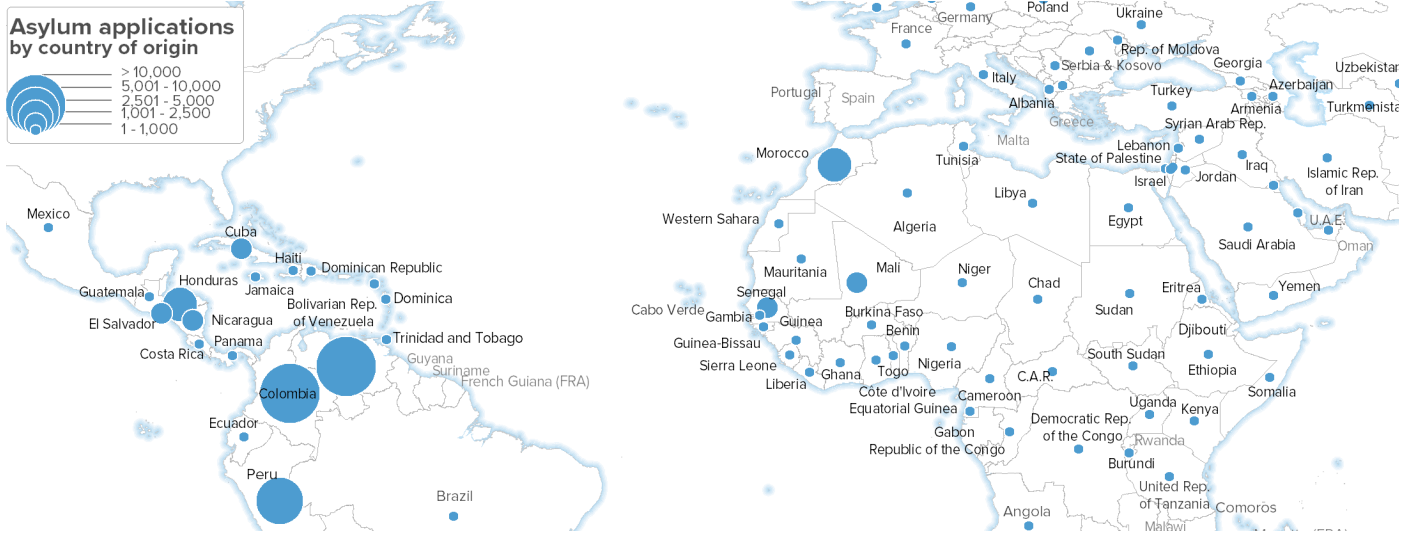 Asylum applications
by country of origin
> 10,000
5,001 - 10,000
2,501 - 5,000
1,001 - 2,500
1 - 1,000
Mexico
Cuba
Haiti
Dominican Republic
Jamaica
Guatemala
Honduras
Dominica
El Salvador
Nicaragua
Bolivarian Rep.
of Venezuela
Costa Rica
Panama
Trinidad and Tobago
Guyana
Suriname
French Guiana (FRA)
Colombia
Ecuador
Peru
Brazil
Germany
Poland
Ukraine
France
Rep. of Moldova
Serbia & Kosovo
Georgia
Uzbekistan
Italy
Azerbaijan
Portugal
Spain
Albania
Turkey
Armenia
Turkmenista
Greece
Syrian Arab Rep.
Malta
Lebanon
Morocco
Tunisia
State of Palestine
Iraq
Israel
Jordan
Islamic Rep.
of Iran
Libya
Western Sahara
Algeria
Egypt
U.A.E.
Saudi Arabia
Oman
Mauritania
Mali
Niger
Chad
Senegal
Eritrea
Yemen
Cabo Verde
Gambia
Guinea
Burkina Faso
Sudan
Benin
Djibouti
Guinea-Bissau
Sierra Leone
Liberia
Ghana
Togo
Nigeria
South Sudan
Ethiopia
C.A.R.
Somalia
Côte d'Ivoire
Cameroon
Equatorial Guinea
Uganda
Kenya
Gabon
Democratic Rep.
of the Congo
Republic of the Congo
Rwanda
Burundi
United Rep.
of Tanzania
Angola
Comoros
Malawi